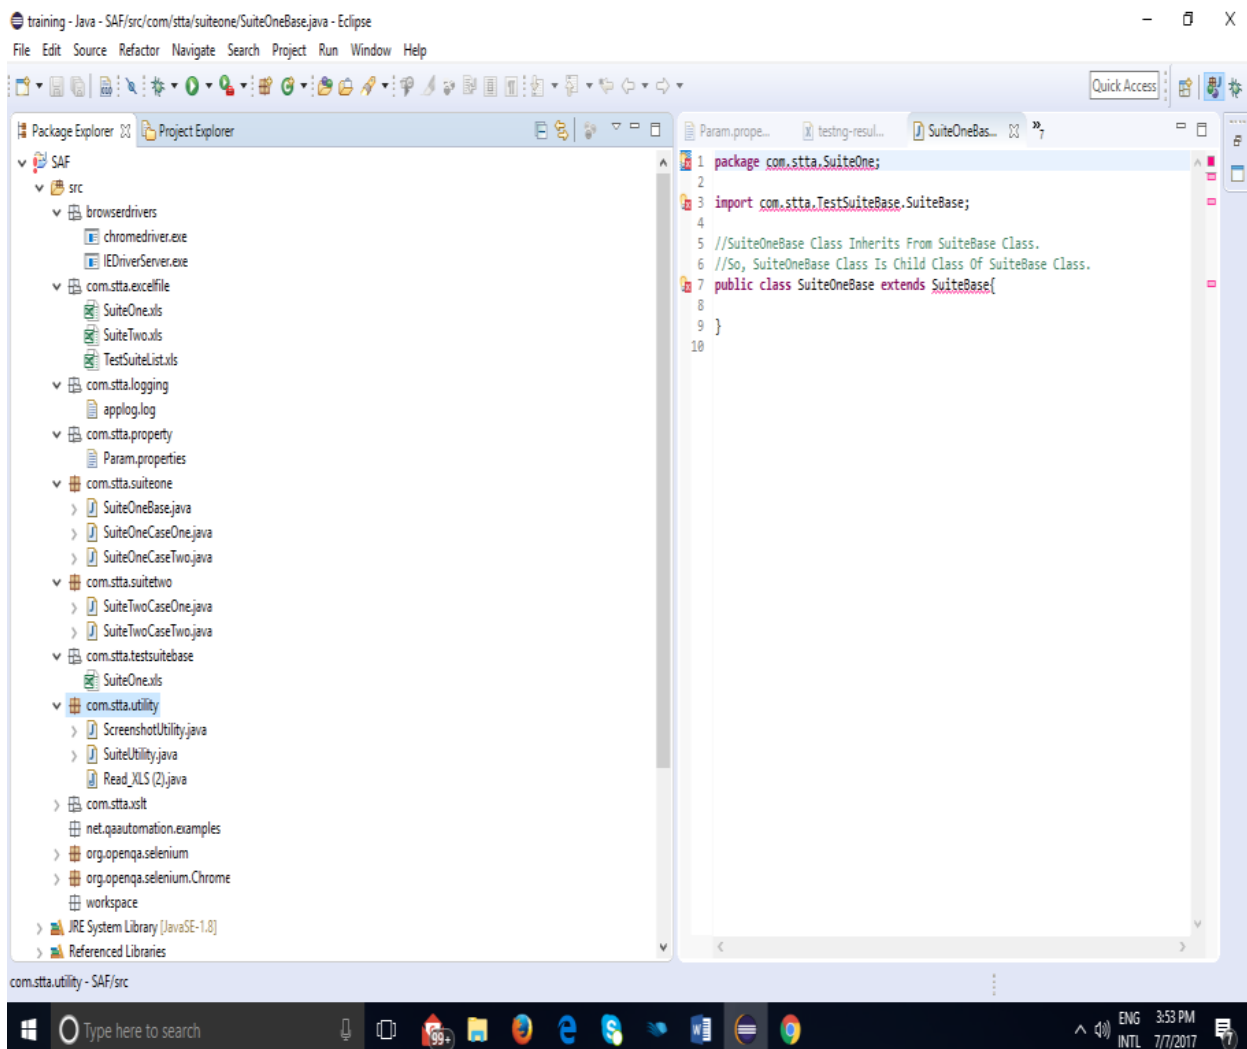 training - Java - SAF/src/com/stta/suiteone/SuiteOneBase.java - Eclipse
File Edit Source Refactor Navigate Search Project Run Window Help
Quick Access
Package Explorer
Project Explorer
SAF
src
browserdrivers
chromedriver.exe
IEDriverServer.exe
com.stta.excelfile
SuiteOne.xls
SuiteTwo.xls
TestSuiteList.xls
com.stta.logging
applog.log
com.stta.property
Param.properties
com.stta.suiteone
SuiteOneBase.java
SuiteOneCaseOne.java
SuiteOneCaseTwo.java
com.stta.suitetwo
SuiteTwoCaseOne.java
SuiteTwoCaseTwo.java
com.stta.testsuitebase
SuiteOne.xls
com.stta.utility
ScreenshotUtility.java
SuiteUtility.java
Read_XLS (2).java
com.stta.xslt
net.qaautomation.examples
org.openqa.selenium
org.openqa.selenium.Chrome
workspace
JRE System Library [JavaSE-1.8]
Referenced Libraries
Param.prope...
testng-resul...
SuiteOneBas...
»7
1 package com.stta.SuiteOne;
2
3 import com.stta.TestSuiteBase.SuiteBase;
4
5 //SuiteOneBase Class Inherits From SuiteBase Class.
6 //So, SuiteOneBase Class Is Child Class Of SuiteBase Class.
7 public class SuiteOneBase extends SuiteBase{
8
9 }
10
com.stta.utility - SAF/src
Type here to search
99+
ENG
INTL
3:53 PM
7/7/2017
7